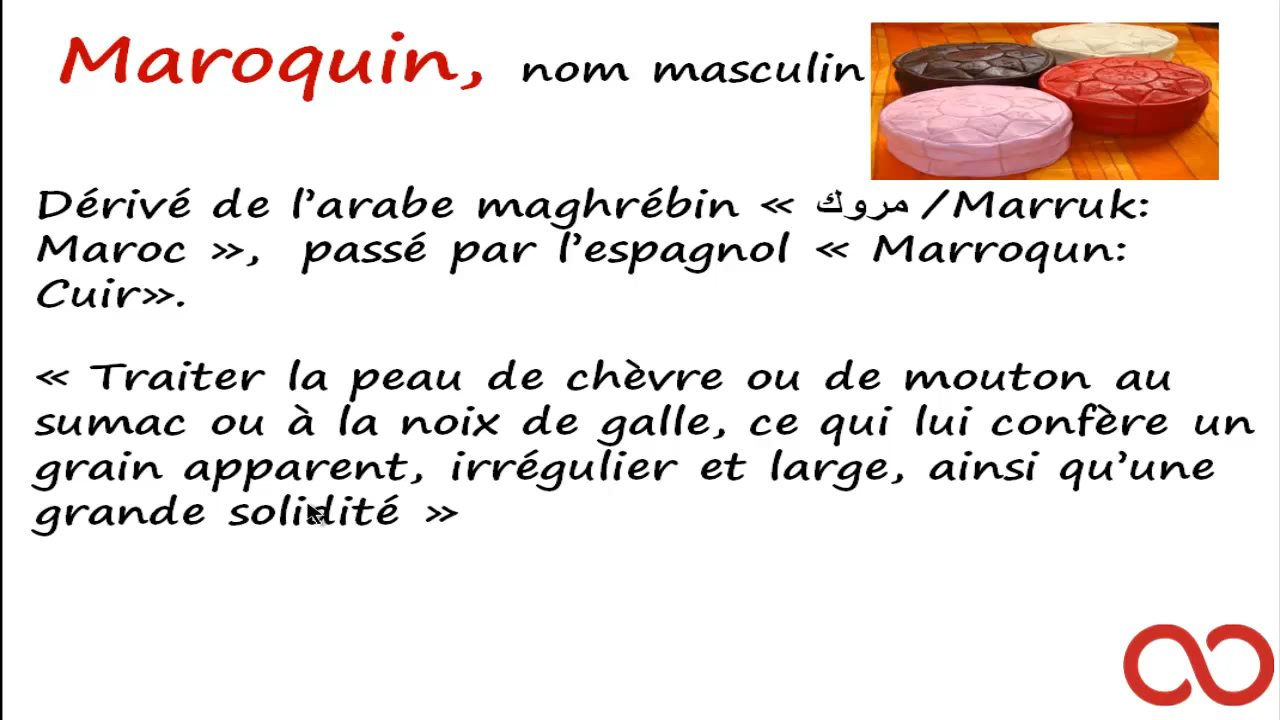 Maroquin, nom masculin
Dérivé de l’arabe maghrébin « مروك /Marruk:
Maroc », passé par l’espagnol « Marroqun:
Cuir».
« Traiter la peau de chèvre ou de mouton au
sumac ou à la noix de galle, ce qui lui confère un
grain apparent, irrégulier et large, ainsi qu’une
grande solidité »